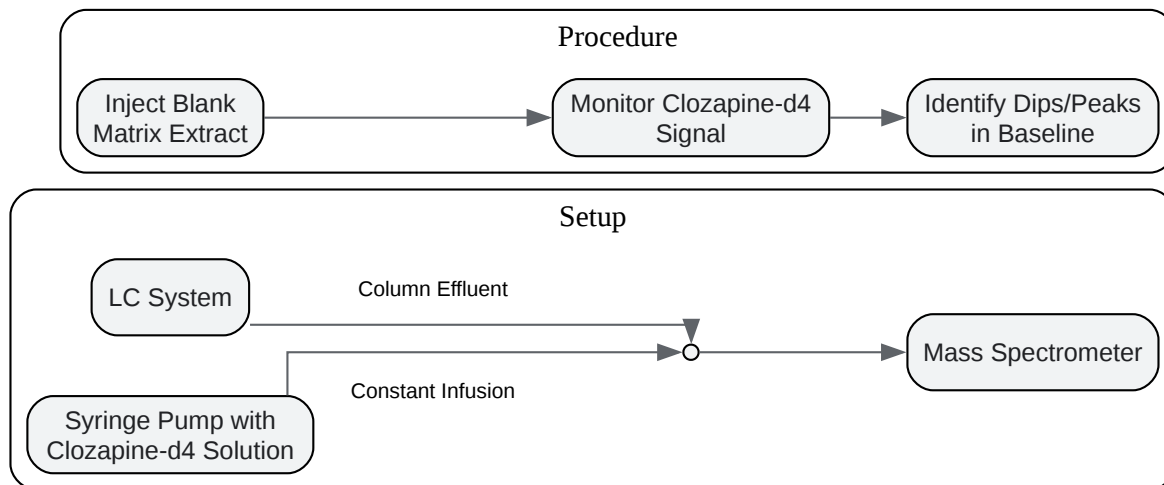 Procedure
Inject Blank
Matrix Extract
Monitor Clozapine-d4
Signal
Identify Dips/Peaks
in Baseline
Setup
LC System
Column Effluent
Mass Spectrometer
Constant Infusion
Syringe Pump with
Clozapine-d4 Solution